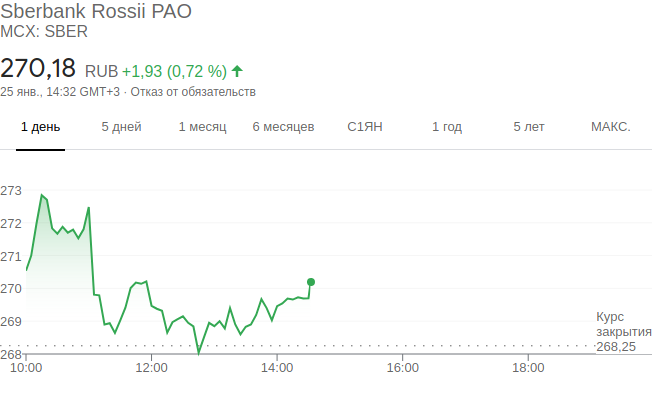 Sberbank Rossii PAO
MCX: SBER
270,18 RUB +1,93 (0,72 %)
25 янв., 14:32 GMT+3 · Отказ от обязательств
1 день 5 дней 1 месяц 6 месяцев С1ЯН 1 год 5 лет МАКС.
273
272
271
270
269
Курс
закрытия
268,25
268
10:00 12:00 14:00 16:00 18:00